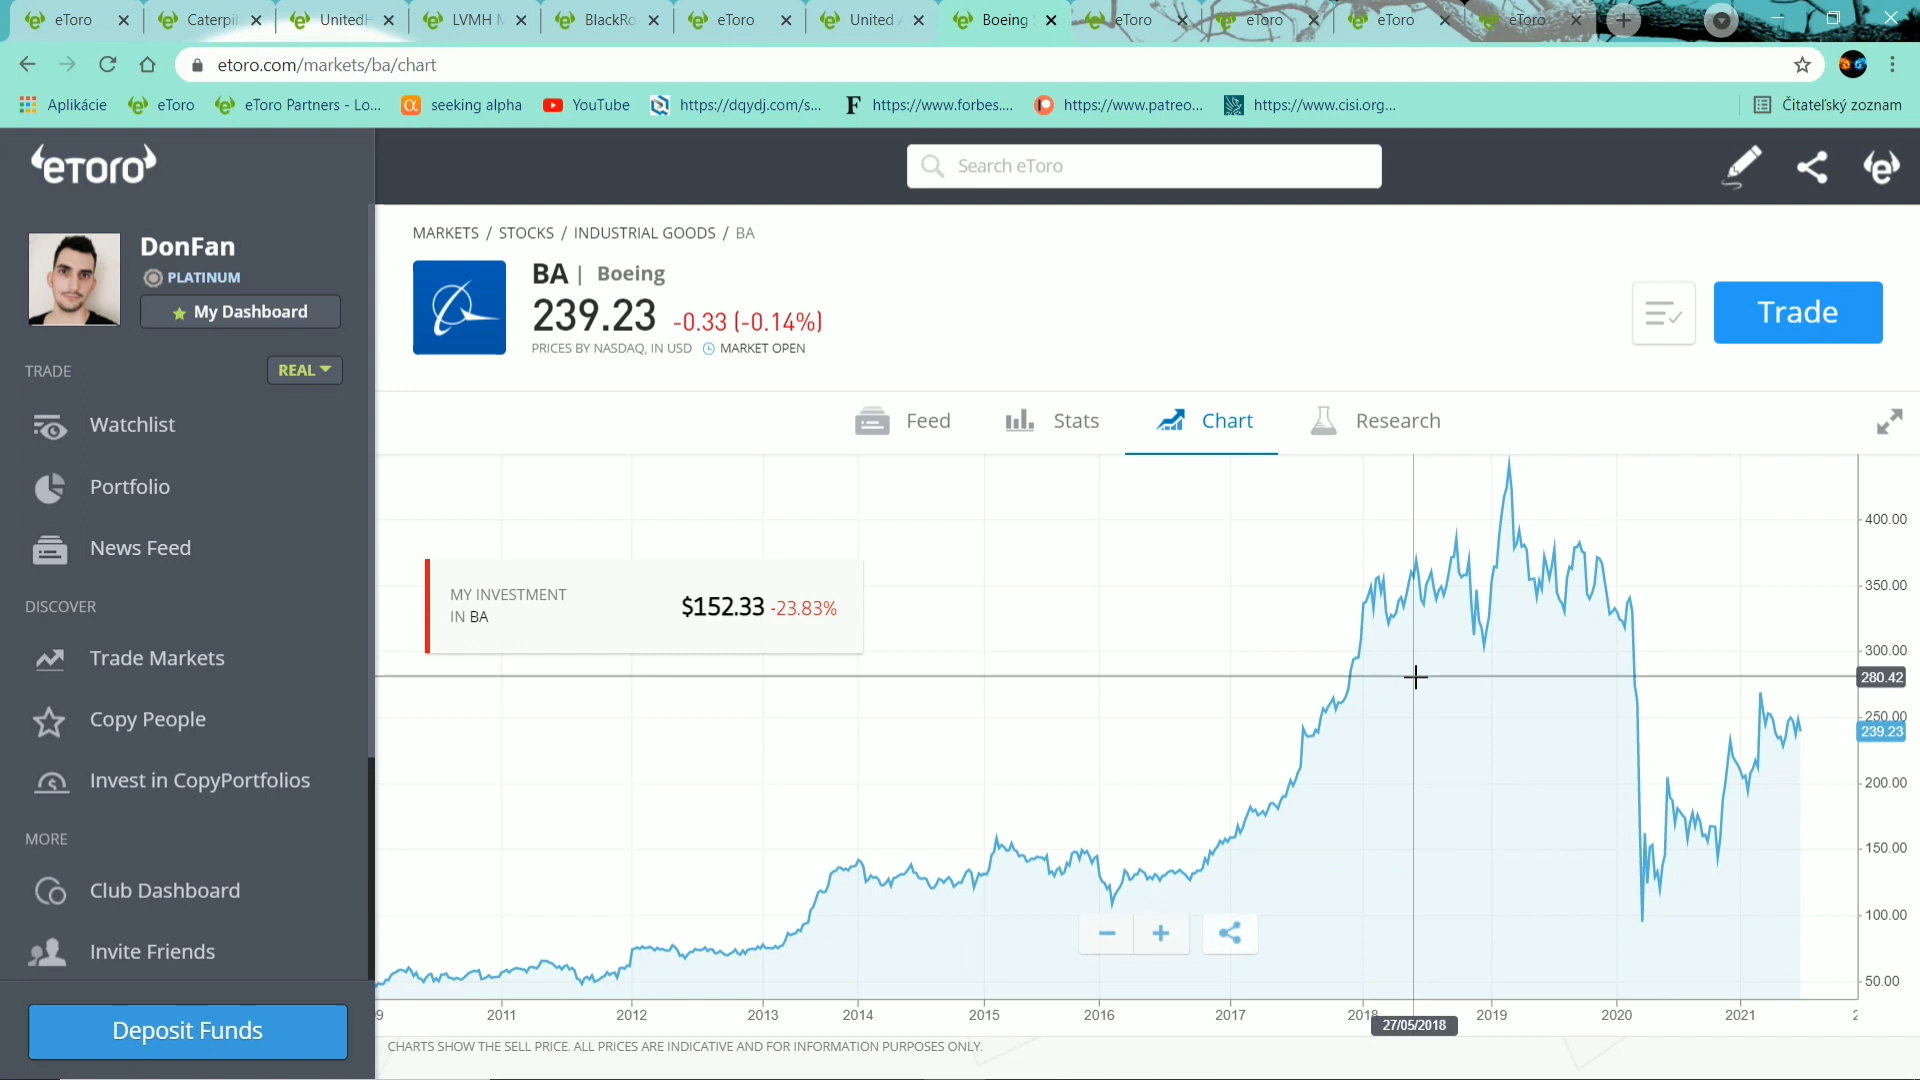 eToro
Caterpil
UnitedH
LVMH M
BlackRo
eToro
United A
Boeing
eToro
eToro
eToro
eToro
etoro.com/markets/ba/chart
Aplikácie
eToro
eToro Partners - Lo...
seeking alpha
YouTube
https://dqydj.com/s...
https://www.forbes....
https://www.patreo...
https://www.cisi.org...
Čitateľský zoznam
eToro
Search eToro
DonFan
PLATINUM
My Dashboard
TRADE
REAL
Watchlist
Portfolio
News Feed
DISCOVER
Trade Markets
Copy People
Invest in CopyPortfolios
MORE
Club Dashboard
Invite Friends
Deposit Funds
MARKETS / STOCKS / INDUSTRIAL GOODS / BA
BA | Boeing
239.23 -0.33 (-0.14%)
PRICES BY NASDAQ, IN USD MARKET OPEN
Trade
Feed
Stats
Chart
Research
MY INVESTMENT
IN BA
$152.33 -23.83%
400.00
350.00
300.00
280.42
250.00
239.23
200.00
150.00
100.00
50.00
9 2011 2012 2013 2014 2015 2016 2017 2018 2019 2020 2021 2
27/05/2018
CHARTS SHOW THE SELL PRICE. ALL PRICES ARE INDICATIVE AND FOR INFORMATION PURPOSES ONLY.